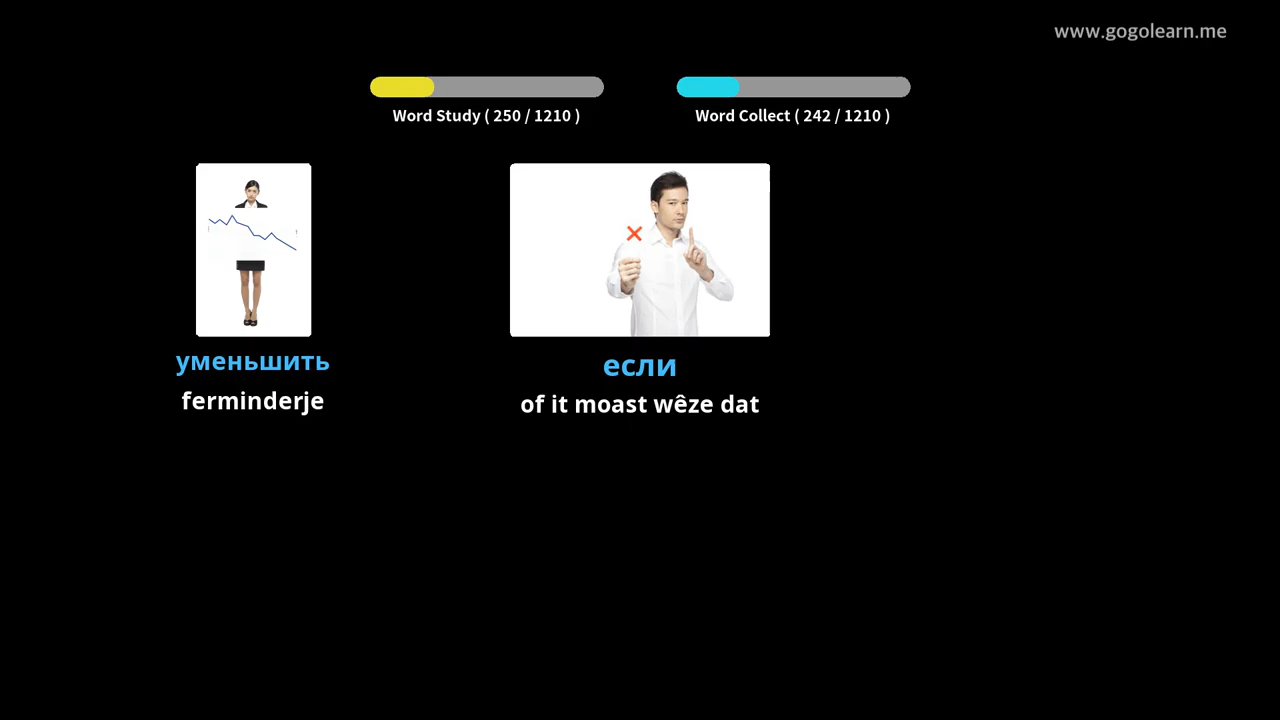 www.gogolearn.me
Word Study ( 250 / 1210 )
Word Collect ( 242 / 1210 )
уменьшить
ferminderje
если
of it moast wêze dat